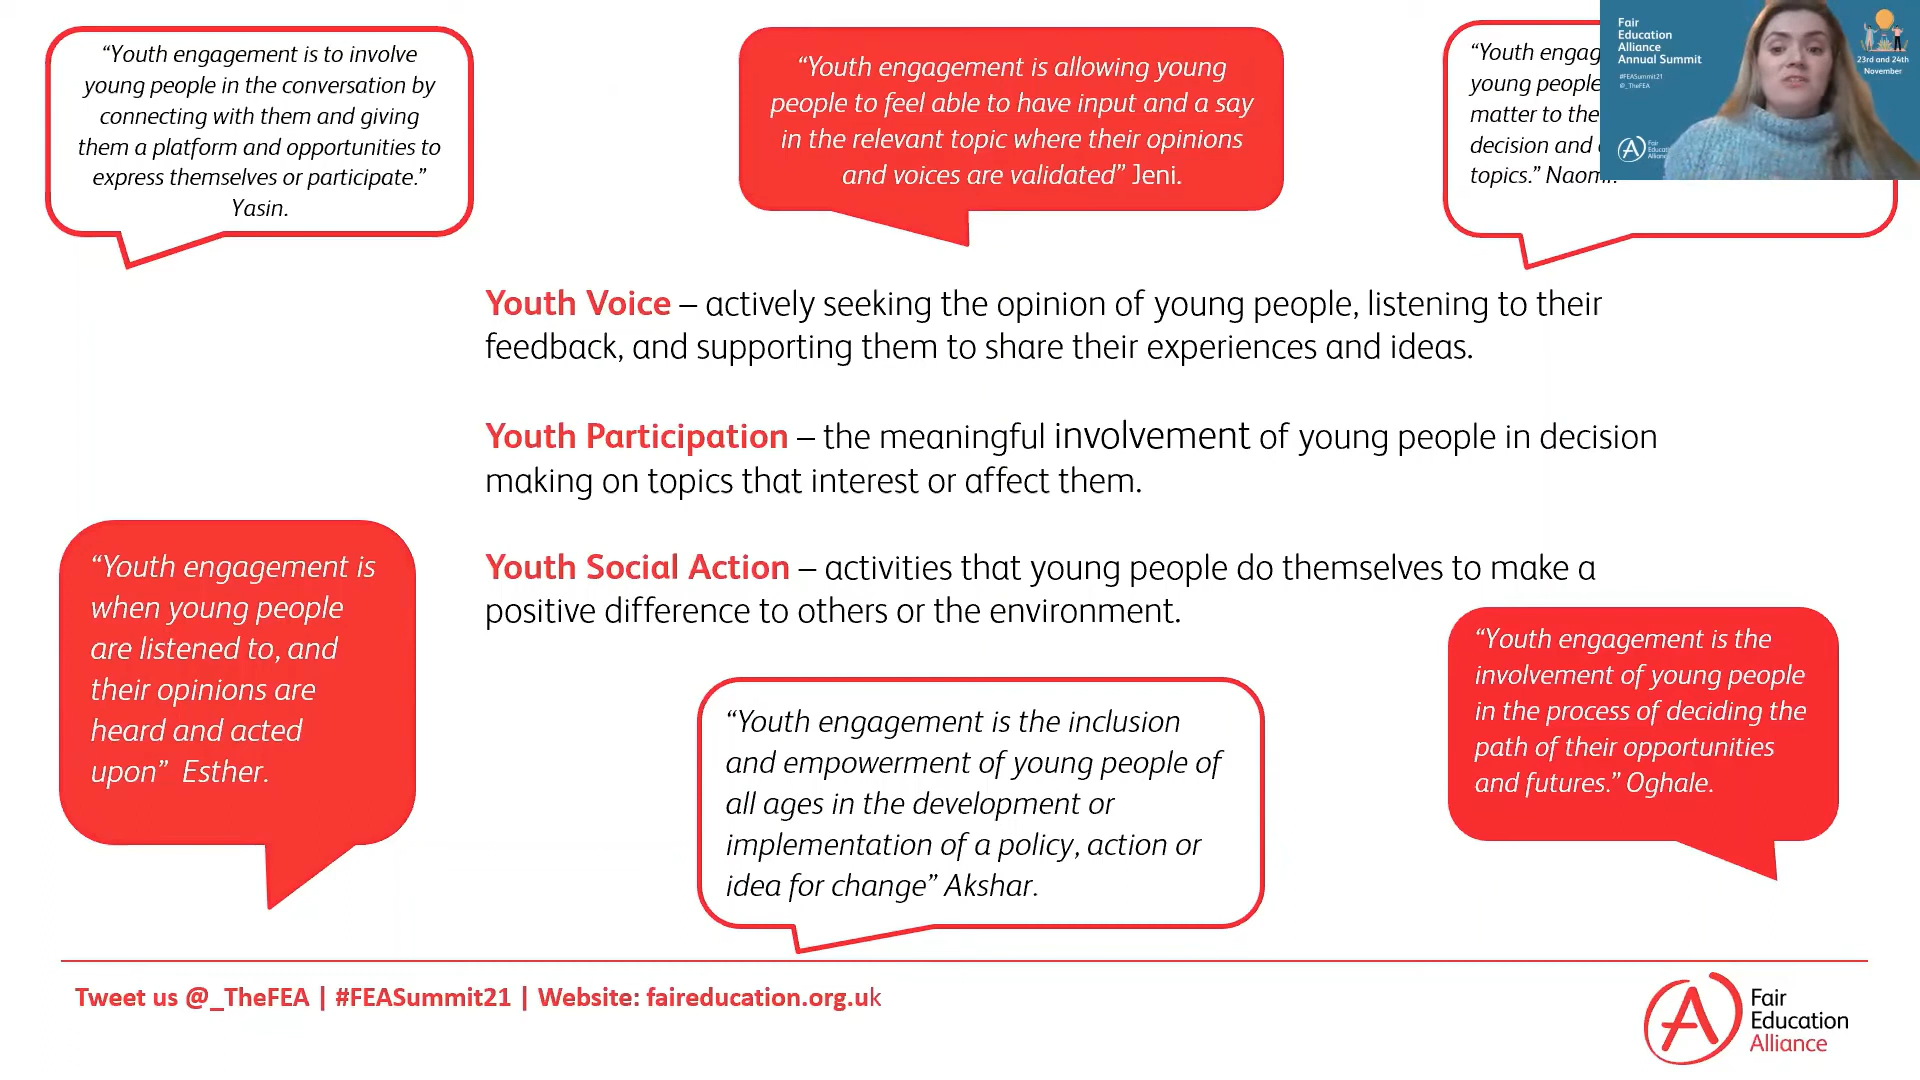 “Youth engagement is to involve
young people in the conversation by
connecting with them and giving
them a platform and opportunities to
express themselves or participate.”
Yasin.
“Youth engagement is allowing young
people to feel able to have input and a say
in the relevant topic where their opinions
and voices are validated” Jeni.
“Youth engag
young people
matter to the
decision and
topics.” Naomi.
Fair
Education
Alliance
Annual Summit
#FEASummit21
@_TheFEA
23rd and 24th
November
Fair
Youth Voice – actively seeking the opinion of young people, listening to their
feedback, and supporting them to share their experiences and ideas.
Youth Participation – the meaningful involvement of young people in decision
making on topics that interest or affect them.
Youth Social Action – activities that young people do themselves to make a
positive difference to others or the environment.
“Youth engagement is
when young people
are listened to, and
their opinions are
heard and acted
upon” Esther.
“Youth engagement is the inclusion
and empowerment of young people of
all ages in the development or
implementation of a policy, action or
idea for change” Akshar.
“Youth engagement is the
involvement of young people
in the process of deciding the
path of their opportunities
and futures.” Oghale.
Tweet us @_TheFEA | #FEASummit21 | Website: faireducation.org.uk
Fair
Education
Alliance